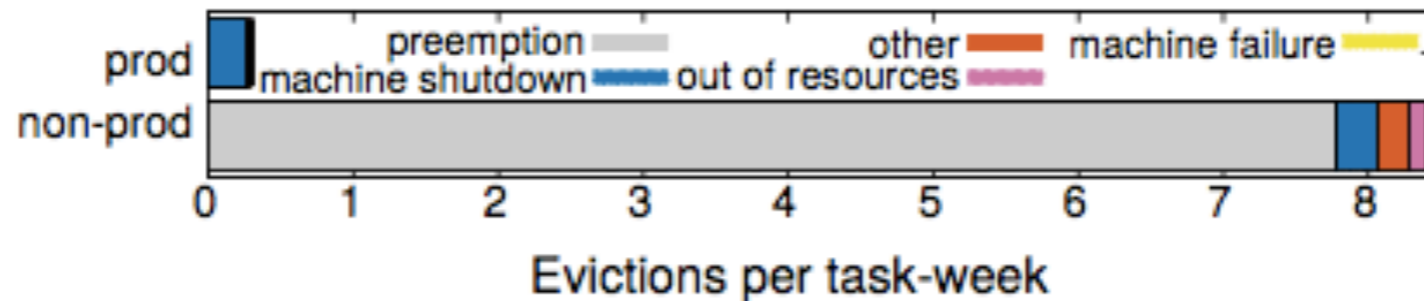 prod
preemption other machine failure
machine shutdown out of resources
non-prod
0 1 2 3 4 5 6 7 8
Evictions per task-week